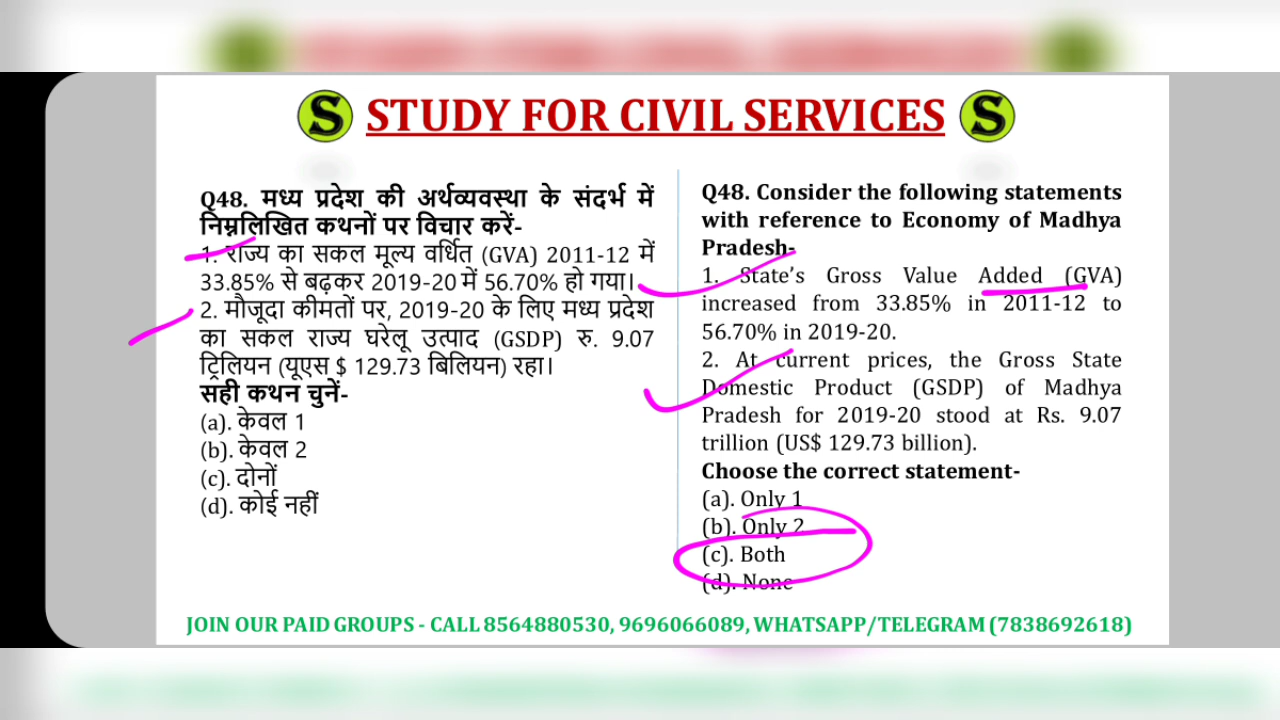 S STUDY FOR CIVIL SERVICES S
Q48. मध्य प्रदेश की अर्थव्यवस्था के संदर्भ में
निम्नलिखित कथनों पर विचार करें-
1. राज्य का सकल मूल्य वर्धित (GVA) 2011-12 में
33.85% से बढ़कर 2019-20 में 56.70% हो गया।
2. मौजूदा कीमतों पर, 2019-20 के लिए मध्य प्रदेश
का सकल राज्य घरेलू उत्पाद (GSDP) रु. 9.07
ट्रिलियन (यूएस $ 129.73 बिलियन) रहा।
सही कथन चुनें-
(a). केवल 1
(b). केवल 2
(c). दोनों
(d). कोई नहीं
Q48. Consider the following statements
with reference to Economy of Madhya
Pradesh-
1. State's Gross Value Added (GVA)
increased from 33.85% in 2011-12 to
56.70% in 2019-20.
2. At current prices, the Gross State
Domestic Product (GSDP) of Madhya
Pradesh for 2019-20 stood at Rs. 9.07
trillion (US$ 129.73 billion).
Choose the correct statement-
(a). Only 1
(b). Only 2
(c). Both
(d). None
JOIN OUR PAID GROUPS - CALL 8564880530, 9696066089, WHATSAPP/TELEGRAM (7838692618)